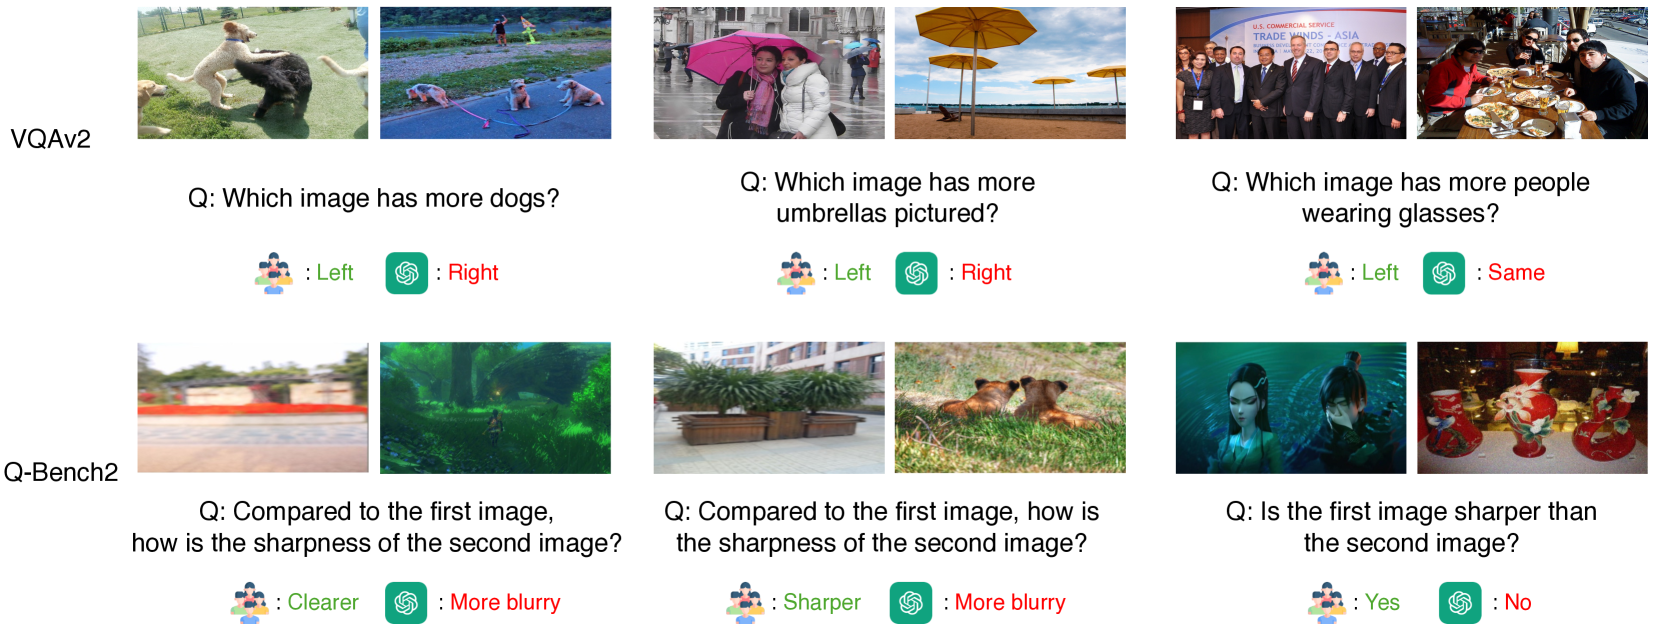 VQAv2
U.S. COMMERCIAL SERVICE
TRADE WINDS - ASIA
Q: Which image has more dogs?
Q: Which image has more
umbrellas pictured?
Q: Which image has more people
wearing glasses?
: Left
: Right
: Left
: Right
: Left
: Same
Q-Bench2
Q: Compared to the first image,
how is the sharpness of the second image?
Q: Compared to the first image, how is
the sharpness of the second image?
Q: Is the first image sharper than
the second image?
: Clearer
: More blurry
: Sharper
: More blurry
: Yes
: No